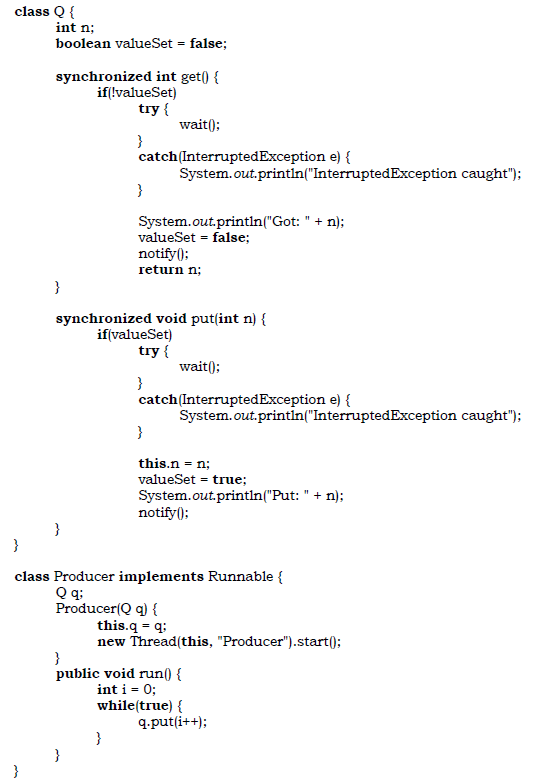 class Q {
int n;
boolean valueSet = false;
synchronized int get() {
if(!valueSet)
try {
wait();
}
catch(InterruptedException e) {
System.out.println("InterruptedException caught");
}
System.out.println("Got: " + n);
valueSet = false;
notify();
return n;
}
synchronized void put(int n) {
if(valueSet)
try {
wait();
}
catch(InterruptedException e) {
System.out.println("InterruptedException caught");
}
this.n = n;
valueSet = true;
System.out.println("Put: " + n);
notify();
}
}
class Producer implements Runnable {
Q q;
Producer(Q q) {
this.q = q;
new Thread(this, "Producer").start();
}
public void run() {
int i = 0;
while(true) {
q.put(i++);
}
}
}